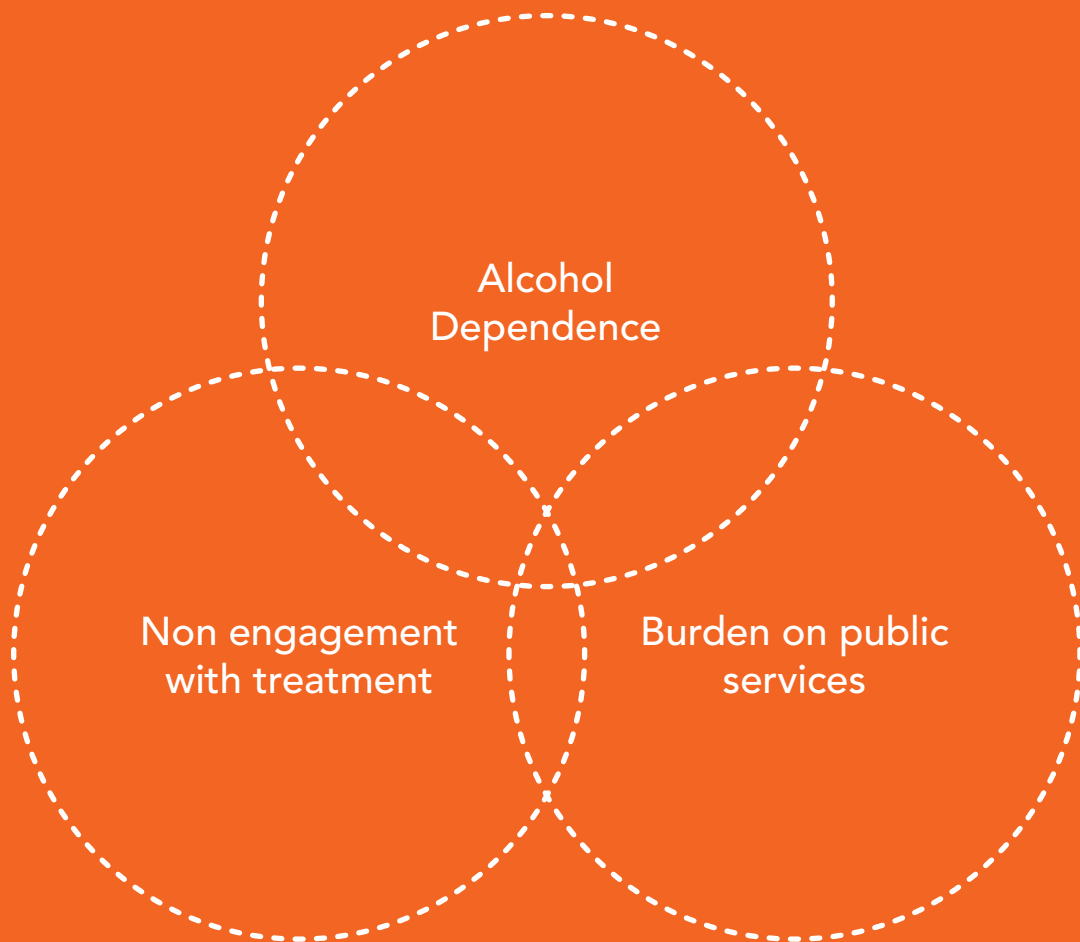 Alcohol
Dependence
Non engagement
with treatment
Burden on public
services